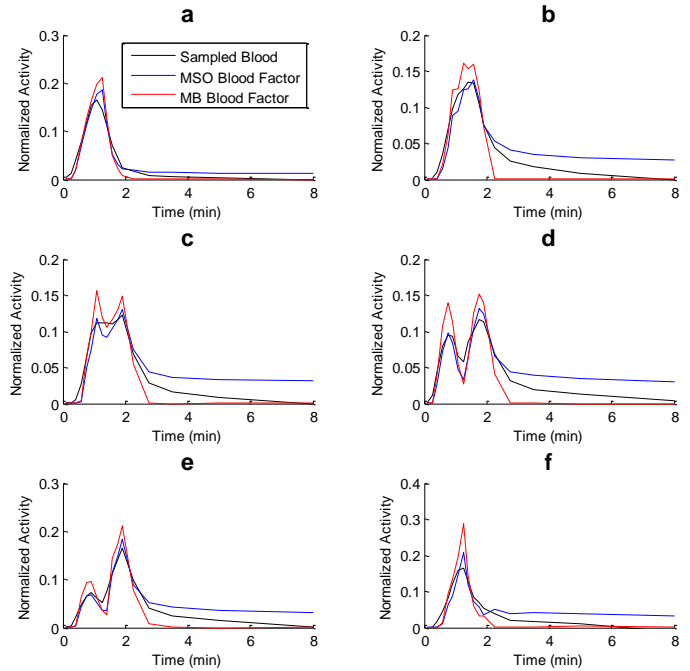 a
b
0.3
0.2
0.1
0
Normalized Activity
0 2 4 6 8
Time (min)
Sampled Blood
MSO Blood Factor
MB Blood Factor
0.2
0.15
0.1
0.05
0
Normalized Activity
0 2 4 6 8
Time (min)
c
d
0.2
0.15
0.1
0.05
0
Normalized Activity
0 2 4 6 8
Time (min)
0.2
0.15
0.1
0.05
0
Normalized Activity
0 2 4 6 8
Time (min)
e
f
0.3
0.2
0.1
0
Normalized Activity
0 2 4 6 8
Time (min)
0.4
0.3
0.2
0.1
0
Normalized Activity
0 2 4 6 8
Time (min)